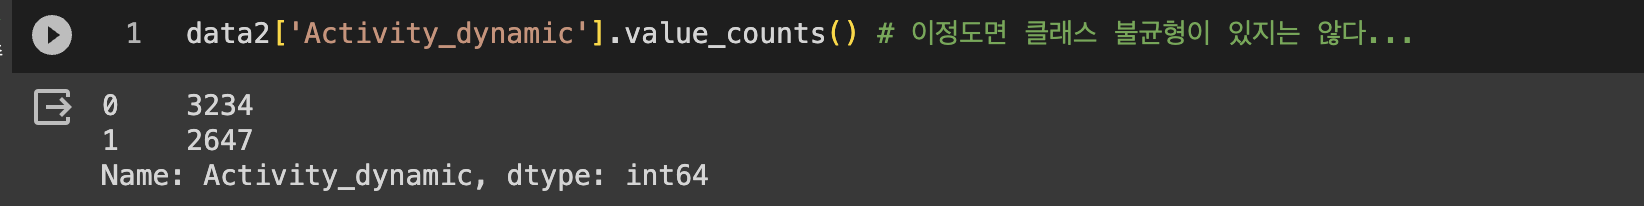 1 data2['Activity_dynamic'].value_counts() # 이정도면 클래스 불균형이 있지는 않다...
0 3234
1 2647
Name: Activity_dynamic, dtype: int64